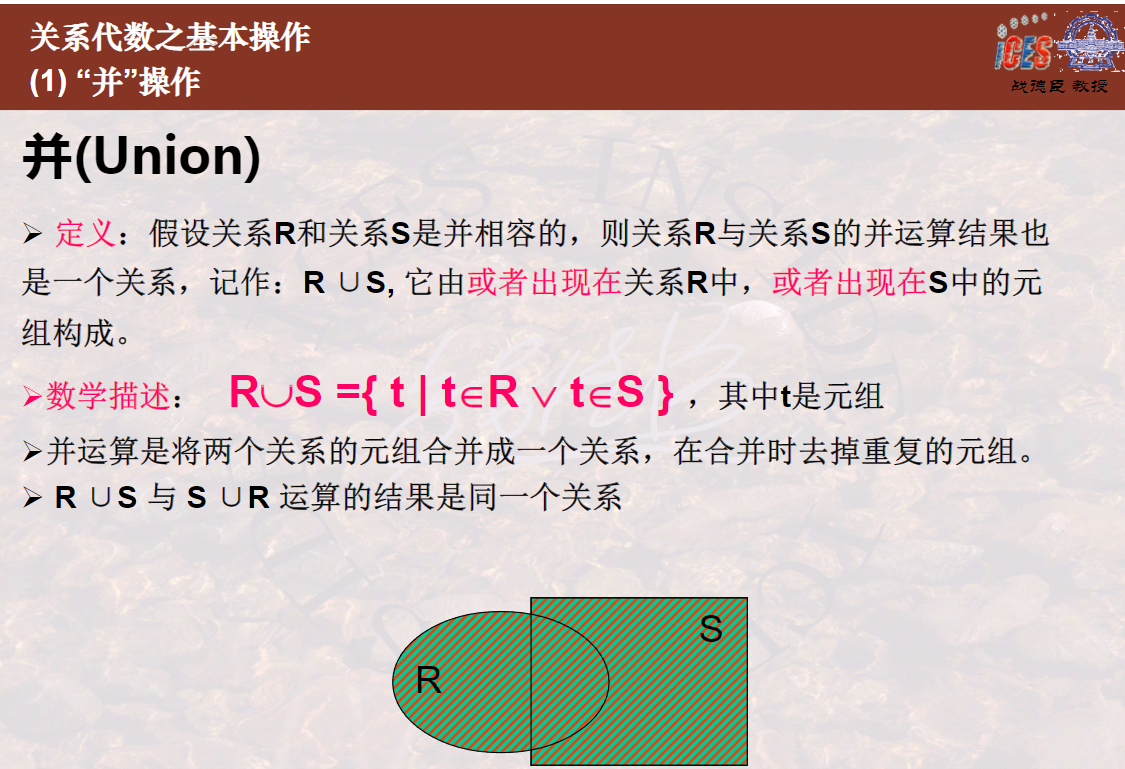 关系代数之基本操作
(1) “并”操作
iCES
战德臣 教授
并(Union)
➢ 定义：假设关系R和关系S是并相容的，则关系R与关系S的并运算结果也
是一个关系，记作：R ∪S, 它由或者出现在关系R中，或者出现在S中的元
组构成。
➢数学描述： R∪S ={ t | t∈R ∨ t∈S } ，其中t是元组
➢并运算是将两个关系的元组合并成一个关系，在合并时去掉重复的元组。
➢ R ∪S 与 S ∪R 运算的结果是同一个关系
S
R